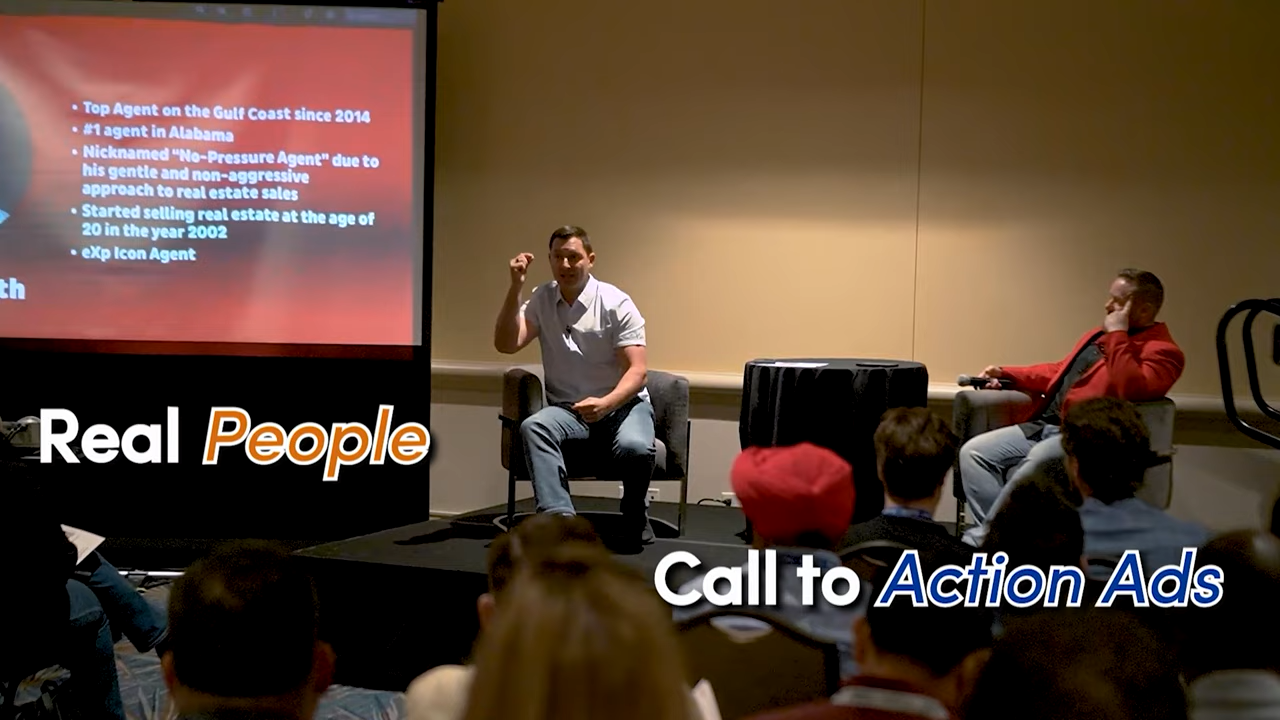 • Top Agent on the Gulf Coast since 2014
• #1 agent in Alabama
• Nicknamed “No-Pressure Agent” due to
his gentle and non-aggressive
approach to real estate sales
• Started selling real estate at the age of
20 in the year 2002
• eXp Icon Agent
th
Real People
Call to Action Ads